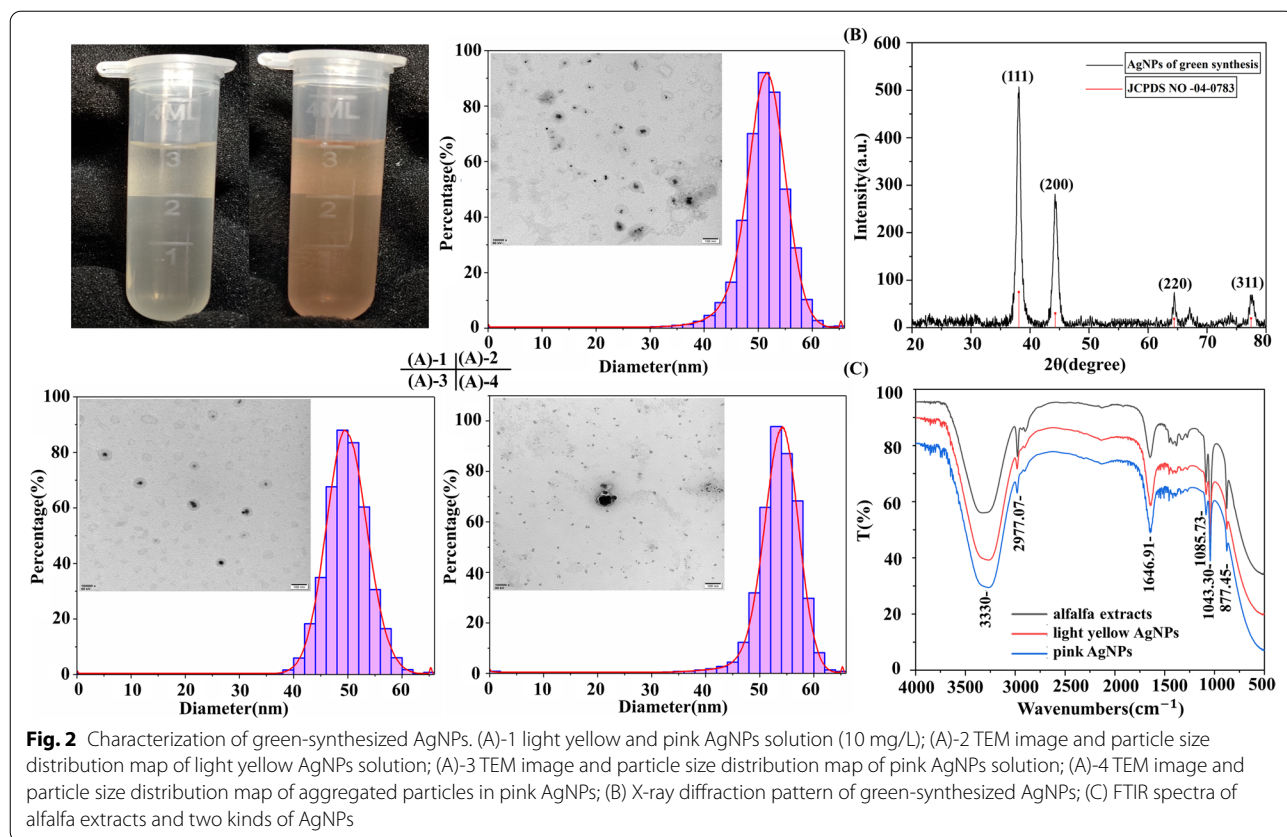 4ML
3
2
1
4ML
3
2
1
Percentage(%)
100
80
60
40
20
0
0
10
20
30
40
50
60
Diameter(nm)
100 nm
(B)
Intensity(a.u.)
600
500
400
300
200
100
0
20
30
40
50
60
70
80
2θ(degree)
(111)
(200)
(220)
(311)
AgNPs of green synthesis
JCPDS NO -04-0783
(A)-1 (A)-2
(A)-3 (A)-4
Percentage(%)
100
80
60
40
20
0
0
10
20
30
40
50
60
Diameter(nm)
100 nm
Percentage(%)
100
80
60
40
20
0
0
10
20
30
40
50
60
Diameter(nm)
100 nm
(C)
T(%)
100
80
60
40
20
0
4000
3500
3000
2500
2000
1500
1000
500
Wavenumbers(cm⁻¹)
3330-
2977.07-
1646.91-
1085.73-
1043.30-
877.45-
alfalfa extracts
light yellow AgNPs
pink AgNPs
Fig. 2 Characterization of green-synthesized AgNPs. (A)-1 light yellow and pink AgNPs solution (10 mg/L); (A)-2 TEM image and particle size
distribution map of light yellow AgNPs solution; (A)-3 TEM image and particle size distribution map of pink AgNPs solution; (A)-4 TEM image and
particle size distribution map of aggregated particles in pink AgNPs; (B) X-ray diffraction pattern of green-synthesized AgNPs; (C) FTIR spectra of
alfalfa extracts and two kinds of AgNPs